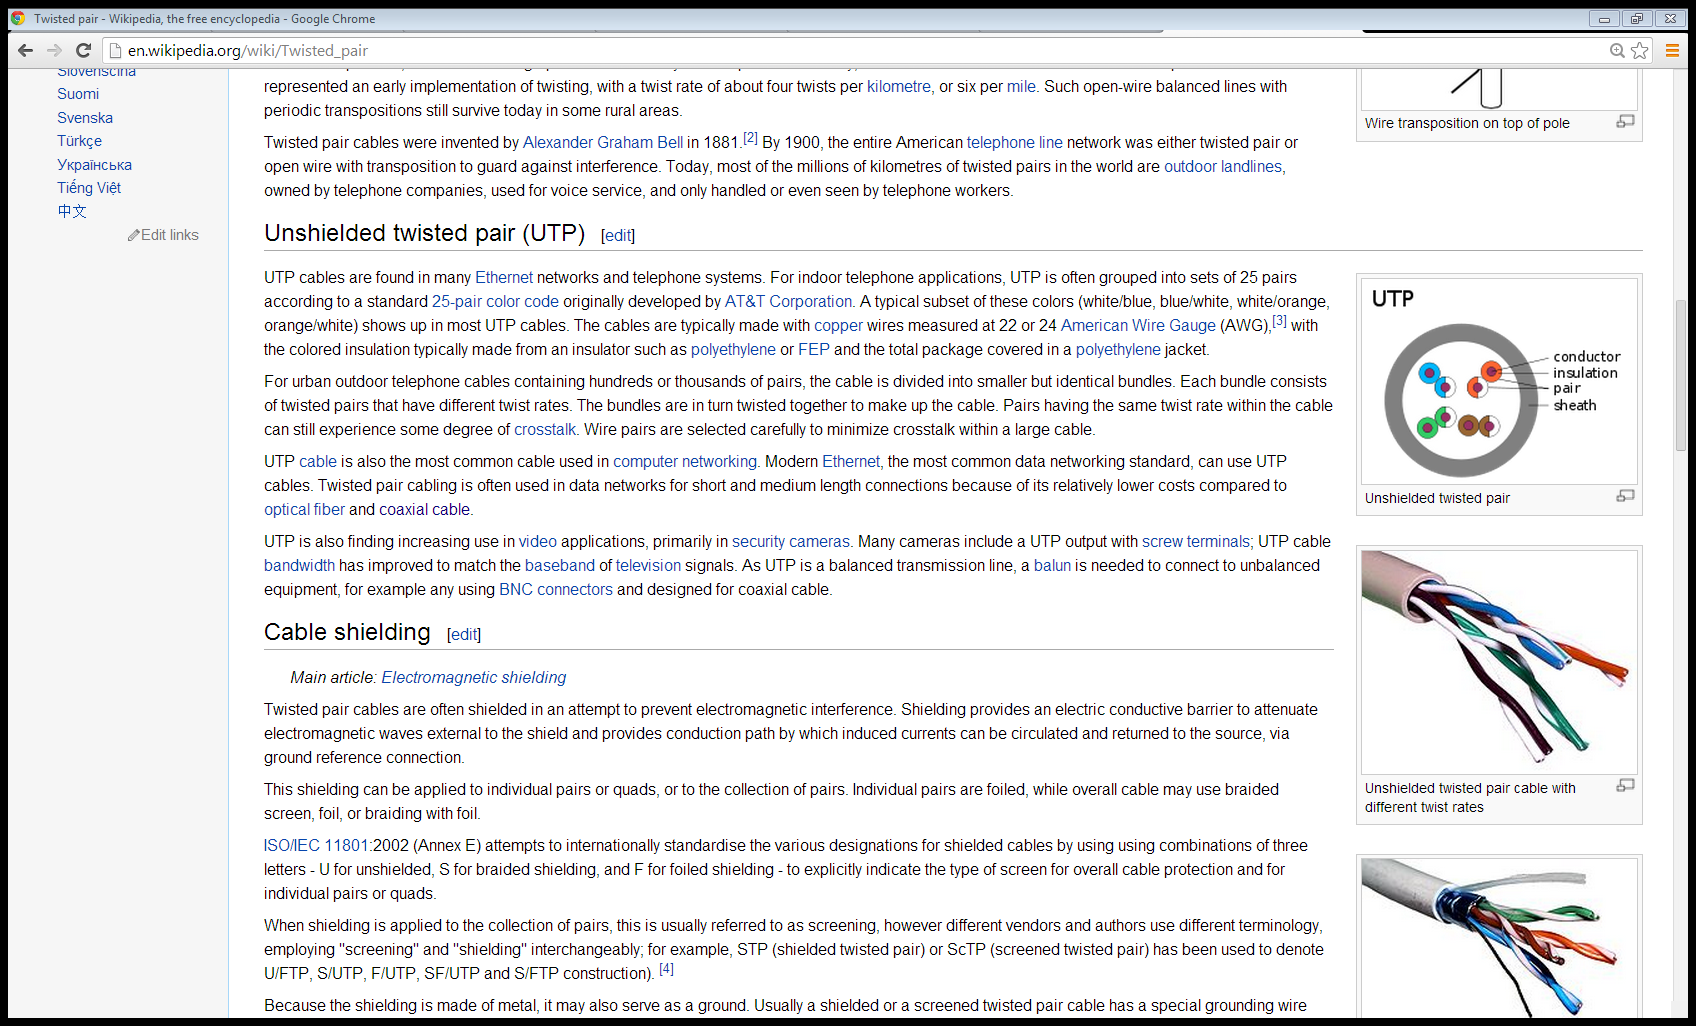 Twisted pair - Wikipedia, the free encyclopedia - Google Chrome
en.wikipedia.org/wiki/Twisted_pair
Slovenščina
Suomi
Svenska
Türkçe
Українська
Tiếng Việt
中文
Edit links
represented an early implementation of twisting, with a twist rate of about four twists per kilometre, or six per mile. Such open-wire balanced lines with
periodic transpositions still survive today in some rural areas.
Twisted pair cables were invented by Alexander Graham Bell in 1881.[2] By 1900, the entire American telephone line network was either twisted pair or
open wire with transposition to guard against interference. Today, most of the millions of kilometres of twisted pairs in the world are outdoor landlines,
owned by telephone companies, used for voice service, and only handled or even seen by telephone workers.
Wire transposition on top of pole
Unshielded twisted pair (UTP) [edit]
UTP cables are found in many Ethernet networks and telephone systems. For indoor telephone applications, UTP is often grouped into sets of 25 pairs
according to a standard 25-pair color code originally developed by AT&T Corporation. A typical subset of these colors (white/blue, blue/white, white/orange,
orange/white) shows up in most UTP cables. The cables are typically made with copper wires measured at 22 or 24 American Wire Gauge (AWG),[3] with
the colored insulation typically made from an insulator such as polyethylene or FEP and the total package covered in a polyethylene jacket.
For urban outdoor telephone cables containing hundreds or thousands of pairs, the cable is divided into smaller but identical bundles. Each bundle consists
of twisted pairs that have different twist rates. The bundles are in turn twisted together to make up the cable. Pairs having the same twist rate within the cable
can still experience some degree of crosstalk. Wire pairs are selected carefully to minimize crosstalk within a large cable.
UTP cable is also the most common cable used in computer networking. Modern Ethernet, the most common data networking standard, can use UTP
cables. Twisted pair cabling is often used in data networks for short and medium length connections because of its relatively lower costs compared to
optical fiber and coaxial cable.
UTP is also finding increasing use in video applications, primarily in security cameras. Many cameras include a UTP output with screw terminals; UTP cable
bandwidth has improved to match the baseband of television signals. As UTP is a balanced transmission line, a balun is needed to connect to unbalanced
equipment, for example any using BNC connectors and designed for coaxial cable.
UTP
conductor
insulation
pair
sheath
Unshielded twisted pair
Unshielded twisted pair cable with
different twist rates
Cable shielding [edit]
Main article: Electromagnetic shielding
Twisted pair cables are often shielded in an attempt to prevent electromagnetic interference. Shielding provides an electric conductive barrier to attenuate
electromagnetic waves external to the shield and provides conduction path by which induced currents can be circulated and returned to the source, via
ground reference connection.
This shielding can be applied to individual pairs or quads, or to the collection of pairs. Individual pairs are foiled, while overall cable may use braided
screen, foil, or braiding with foil.
ISO/IEC 11801:2002 (Annex E) attempts to internationally standardise the various designations for shielded cables by using using combinations of three
letters - U for unshielded, S for braided shielding, and F for foiled shielding - to explicitly indicate the type of screen for overall cable protection and for
individual pairs or quads.
When shielding is applied to the collection of pairs, this is usually referred to as screening, however different vendors and authors use different terminology,
employing "screening" and "shielding" interchangeably; for example, STP (shielded twisted pair) or ScTP (screened twisted pair) has been used to denote
U/FTP, S/UTP, F/UTP, SF/UTP and S/FTP construction). [4]
Because the shielding is made of metal, it may also serve as a ground. Usually a shielded or a screened twisted pair cable has a special grounding wire